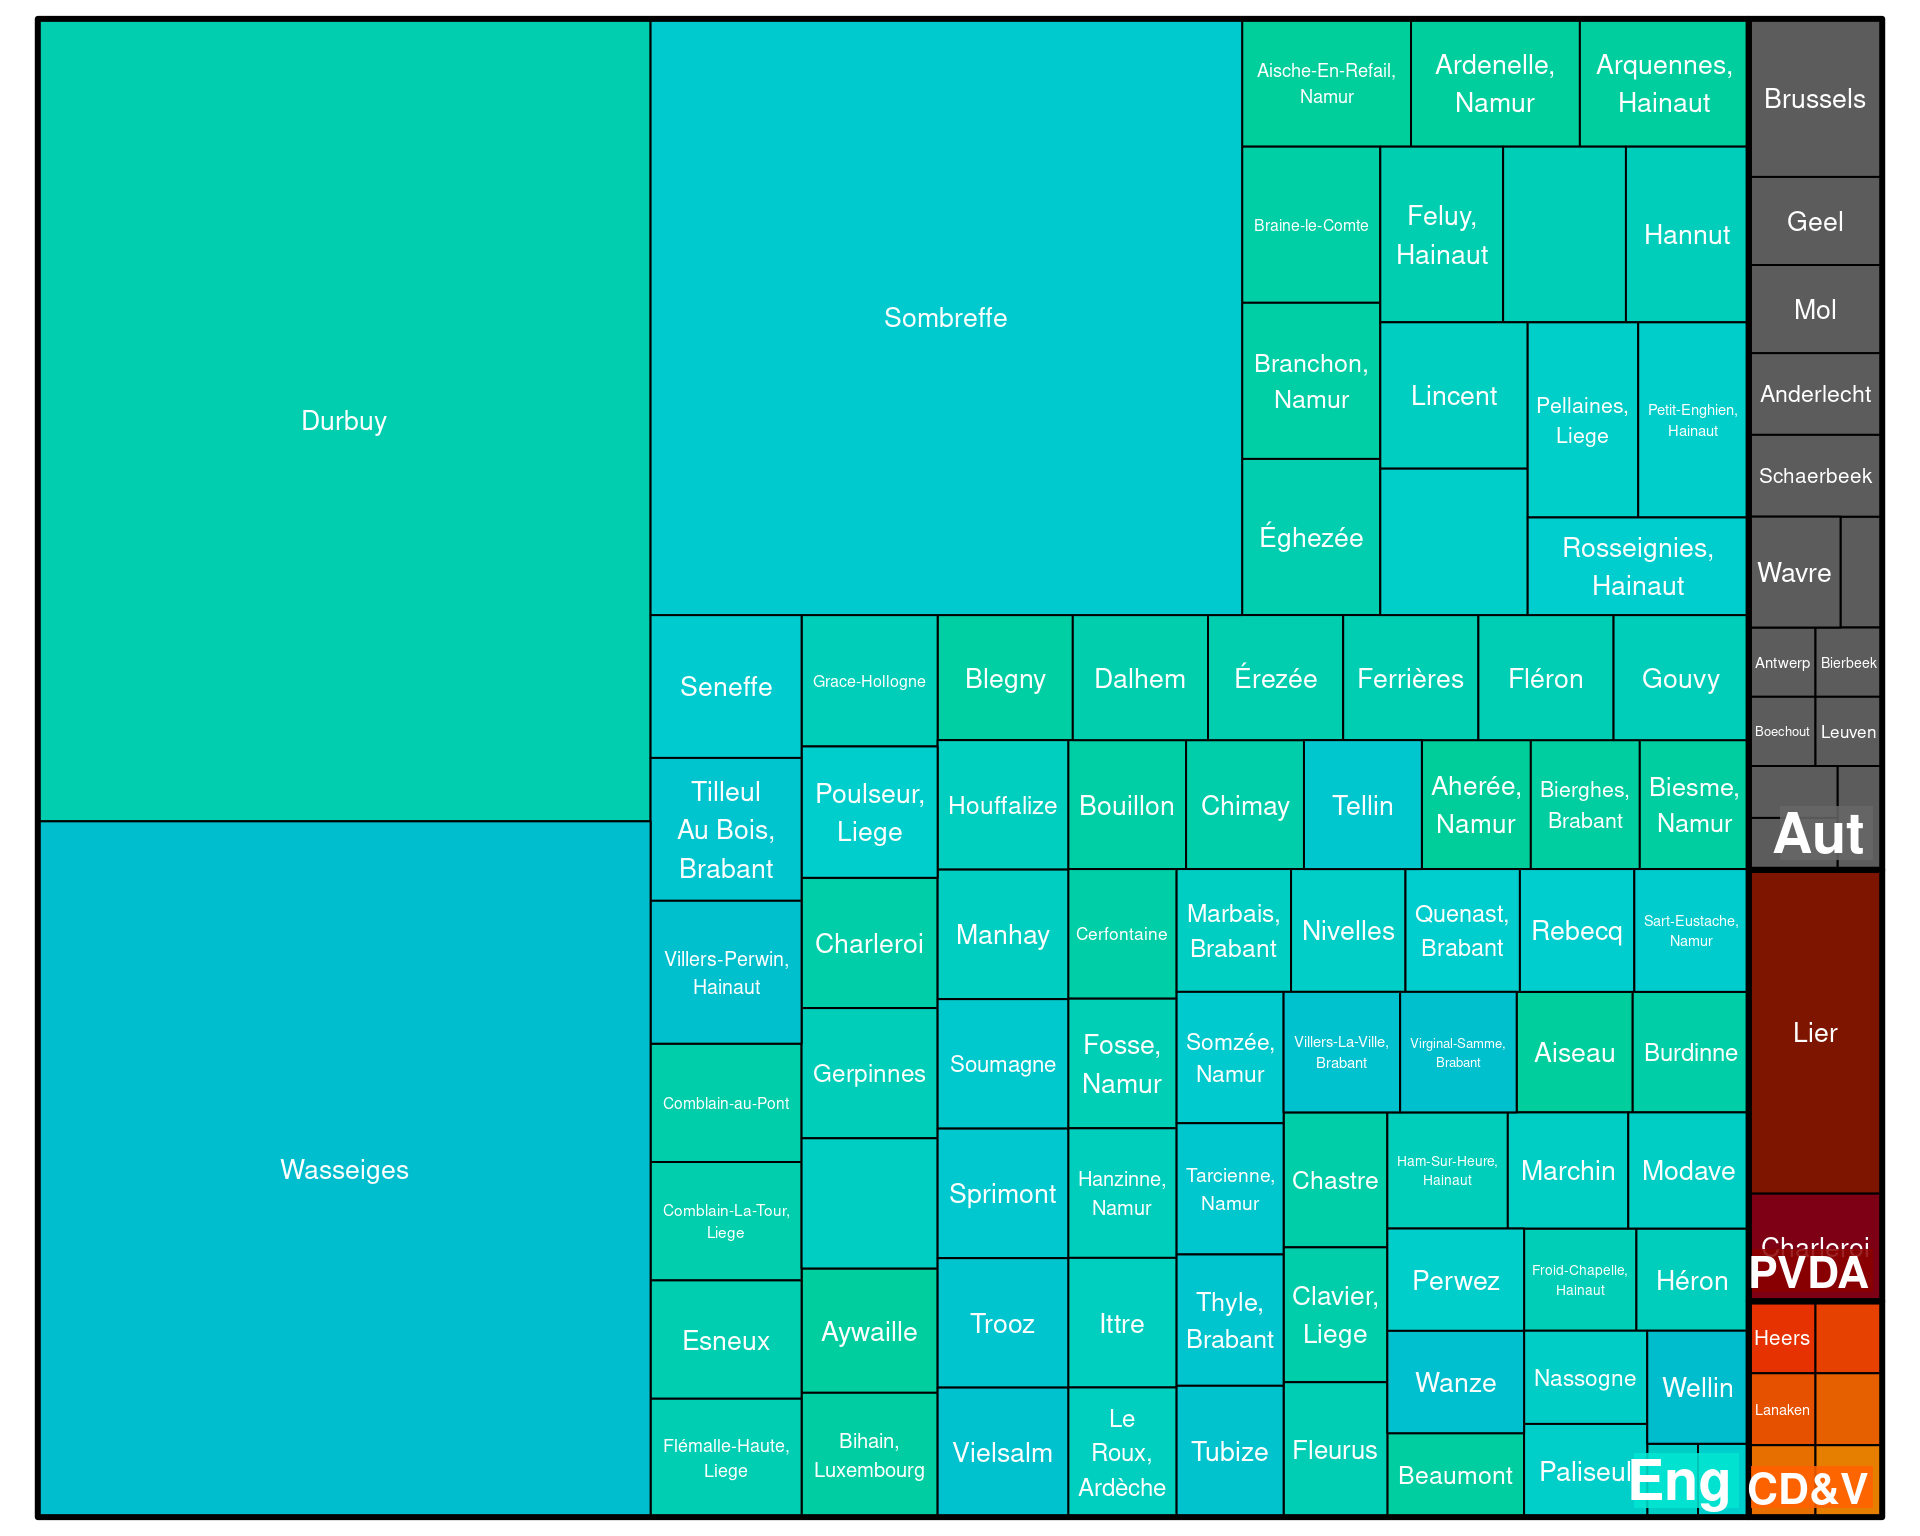 Durbuy
Wasseiges
Sombreffe
Aische-En-Refail,
Namur
Ardenelle,
Namur
Arquennes,
Hainaut
Braine-le-Comte
Feluy,
Hainaut
Hannut
Branchon,
Namur
Lincent
Pellaines,
Liege
Petit-Enghien,
Hainaut
Éghezée
Rosseignies,
Hainaut
Seneffe
Grace-Hollogne
Blegny
Dalhem
Érezée
Ferrières
Fléron
Gouvy
Tilleul
Au Bois,
Brabant
Poulseur,
Liege
Houffalize
Bouillon
Chimay
Tellin
Aherée,
Namur
Bierghes,
Brabant
Biesme,
Namur
Villers-Perwin,
Hainaut
Charleroi
Manhay
Cerfontaine
Marbais,
Brabant
Nivelles
Quenast,
Brabant
Rebecq
Sart-Eustache,
Namur
Comblain-au-Pont
Gerpinnes
Soumagne
Fosse,
Namur
Somzée,
Namur
Villers-La-Ville,
Brabant
Virginal-Samme,
Brabant
Aiseau
Burdinne
Comblain-La-Tour,
Liege
Sprimont
Hanzinne,
Namur
Tarcienne,
Namur
Chastre
Ham-Sur-Heure,
Hainaut
Marchin
Modave
Esneux
Aywaille
Trooz
Ittre
Thyle,
Brabant
Clavier,
Liege
Perwez
Froid-Chapelle,
Hainaut
Héron
Wanze
Nassogne
Wellin
Flémalle-Haute,
Liege
Bihain,
Luxembourg
Vielsalm
Le
Roux,
Ardèche
Tubize
Fleurus
Beaumont
Paliseul
Eng
Brussels
Geel
Mol
Anderlecht
Schaerbeek
Wavre
Antwerp
Bierbeek
Boechout
Leuven
Aut
Lier
Charleroi
PVDA
Heers
Lanaken
CD&V